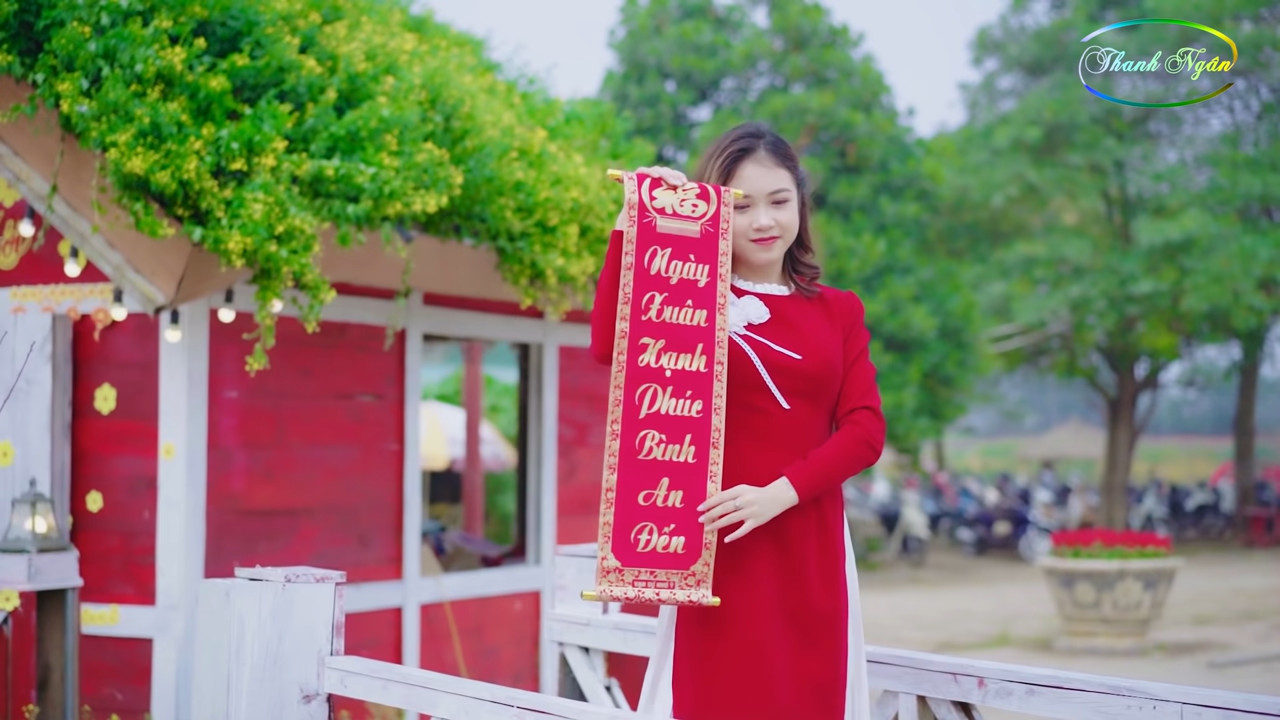 Thanh Ngân
福
Ngày
Xuân
Hạnh
Phúc
Bình
An
Đến